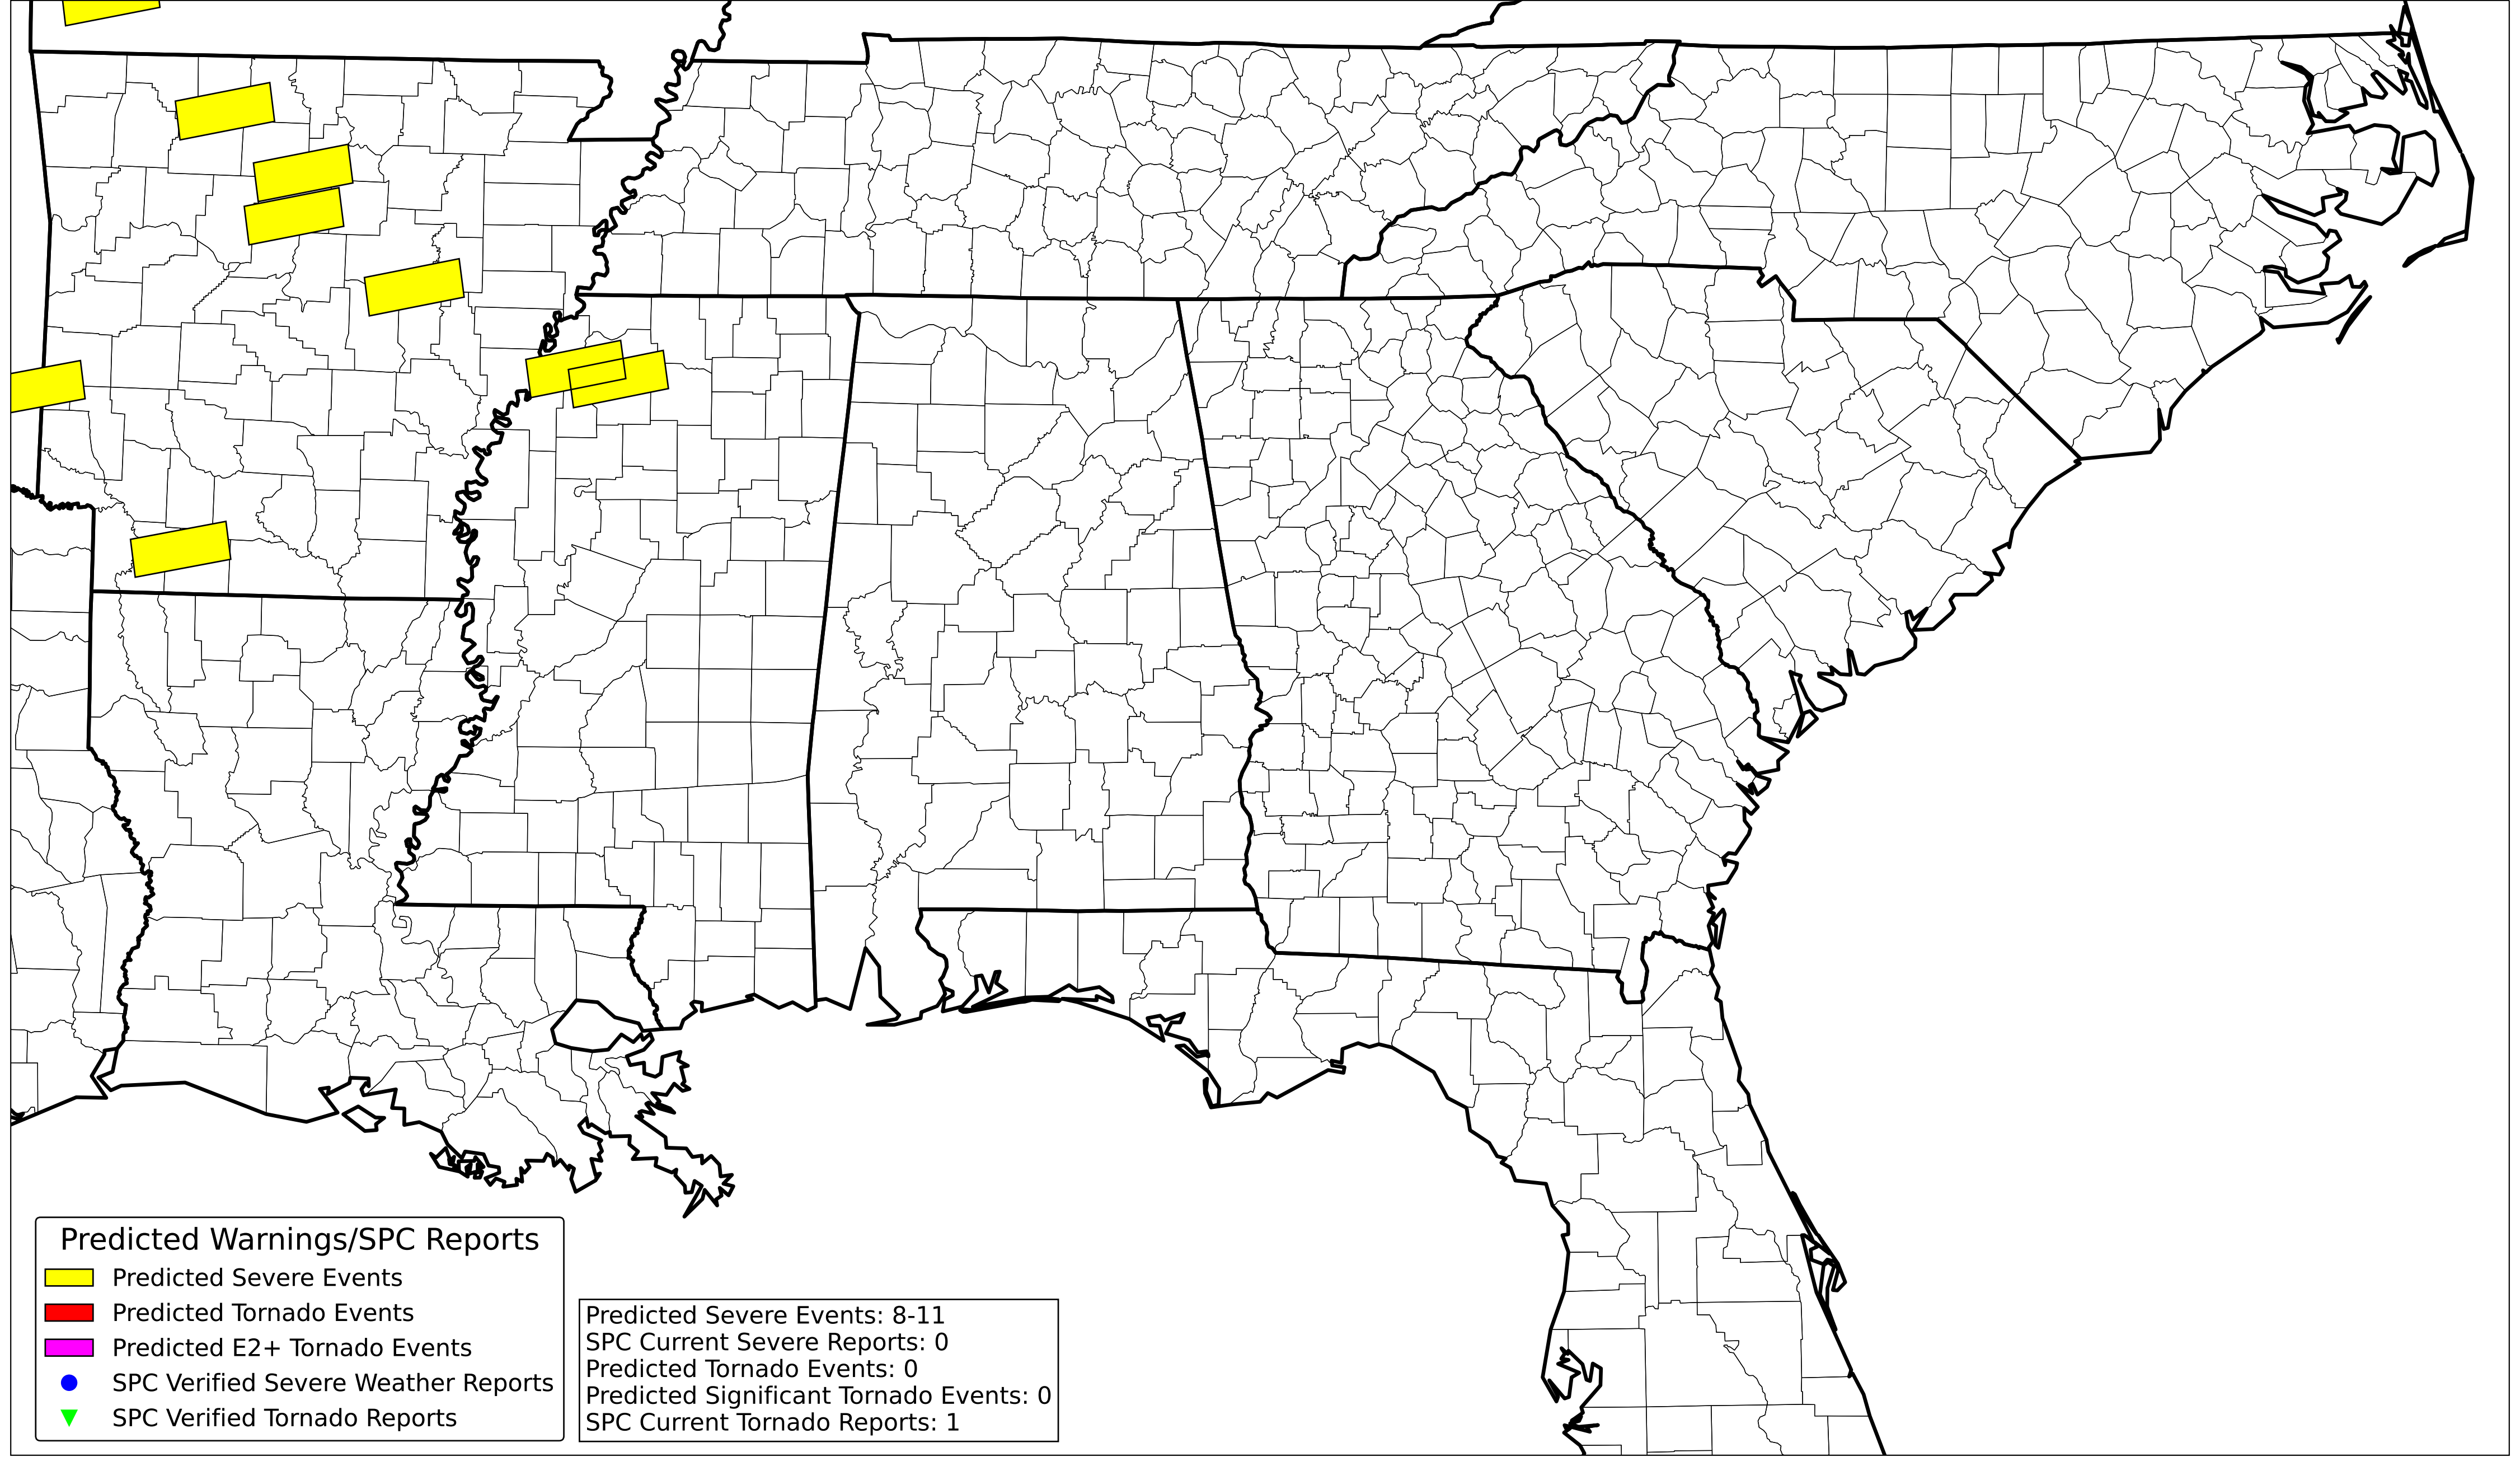 Predicted Warnings/SPC Reports
Predicted Severe Events
Predicted Tornado Events
Predicted E2+ Tornado Events
SPC Verified Severe Weather Reports
SPC Verified Tornado Reports
Predicted Severe Events: 8-11
SPC Current Severe Reports: 0
Predicted Tornado Events: 0
Predicted Significant Tornado Events: 0
SPC Current Tornado Reports: 1